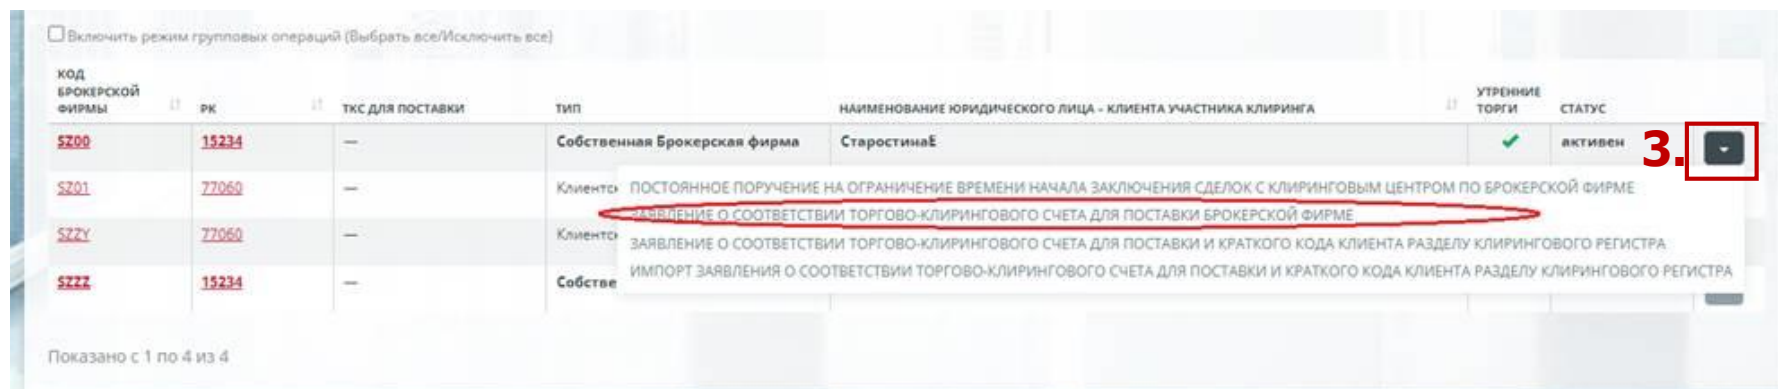 Включить режим групповых операций (Выбрать все/Исключить все)
КОД БРОКЕРСКОЙ ФИРМЫ РК ТКС ДЛЯ ПОСТАВКИ ТИП НАИМЕНОВАНИЕ ЮРИДИЧЕСКОГО ЛИЦА - КЛИЕНТА УЧАСТНИКА КЛИРИНГА УТРЕННИЕ ТОРГИ СТАТУС
SZ00 15234 — Собственная Брокерская фирма СтаростинаЕ активен 3.
SZ01 77060 — Клиентск
ПОСТОЯННОЕ ПОРУЧЕНИЕ НА ОГРАНИЧЕНИЕ ВРЕМЕНИ НАЧАЛА ЗАКЛЮЧЕНИЯ СДЕЛОК С КЛИРИНГОВЫМ ЦЕНТРОМ ПО БРОКЕРСКОЙ ФИРМЕ
ЗАЯВЛЕНИЕ О СООТВЕТСТВИИ ТОРГОВО-КЛИРИНГОВОГО СЧЕТА ДЛЯ ПОСТАВКИ БРОКЕРСКОЙ ФИРМЕ
SZZY 77060 — Клиентск
ЗАЯВЛЕНИЕ О СООТВЕТСТВИИ ТОРГОВО-КЛИРИНГОВОГО СЧЕТА ДЛЯ ПОСТАВКИ И КРАТКОГО КОДА КЛИЕНТА РАЗДЕЛУ КЛИРИНГОВОГО РЕГИСТРА
ИМПОРТ ЗАЯВЛЕНИЯ О СООТВЕТСТВИИ ТОРГОВО-КЛИРИНГОВОГО СЧЕТА ДЛЯ ПОСТАВКИ И КРАТКОГО КОДА КЛИЕНТА РАЗДЕЛУ КЛИРИНГОВОГО РЕГИСТРА
SZZZ 15234 — Собстве
Показано с 1 по 4 из 4